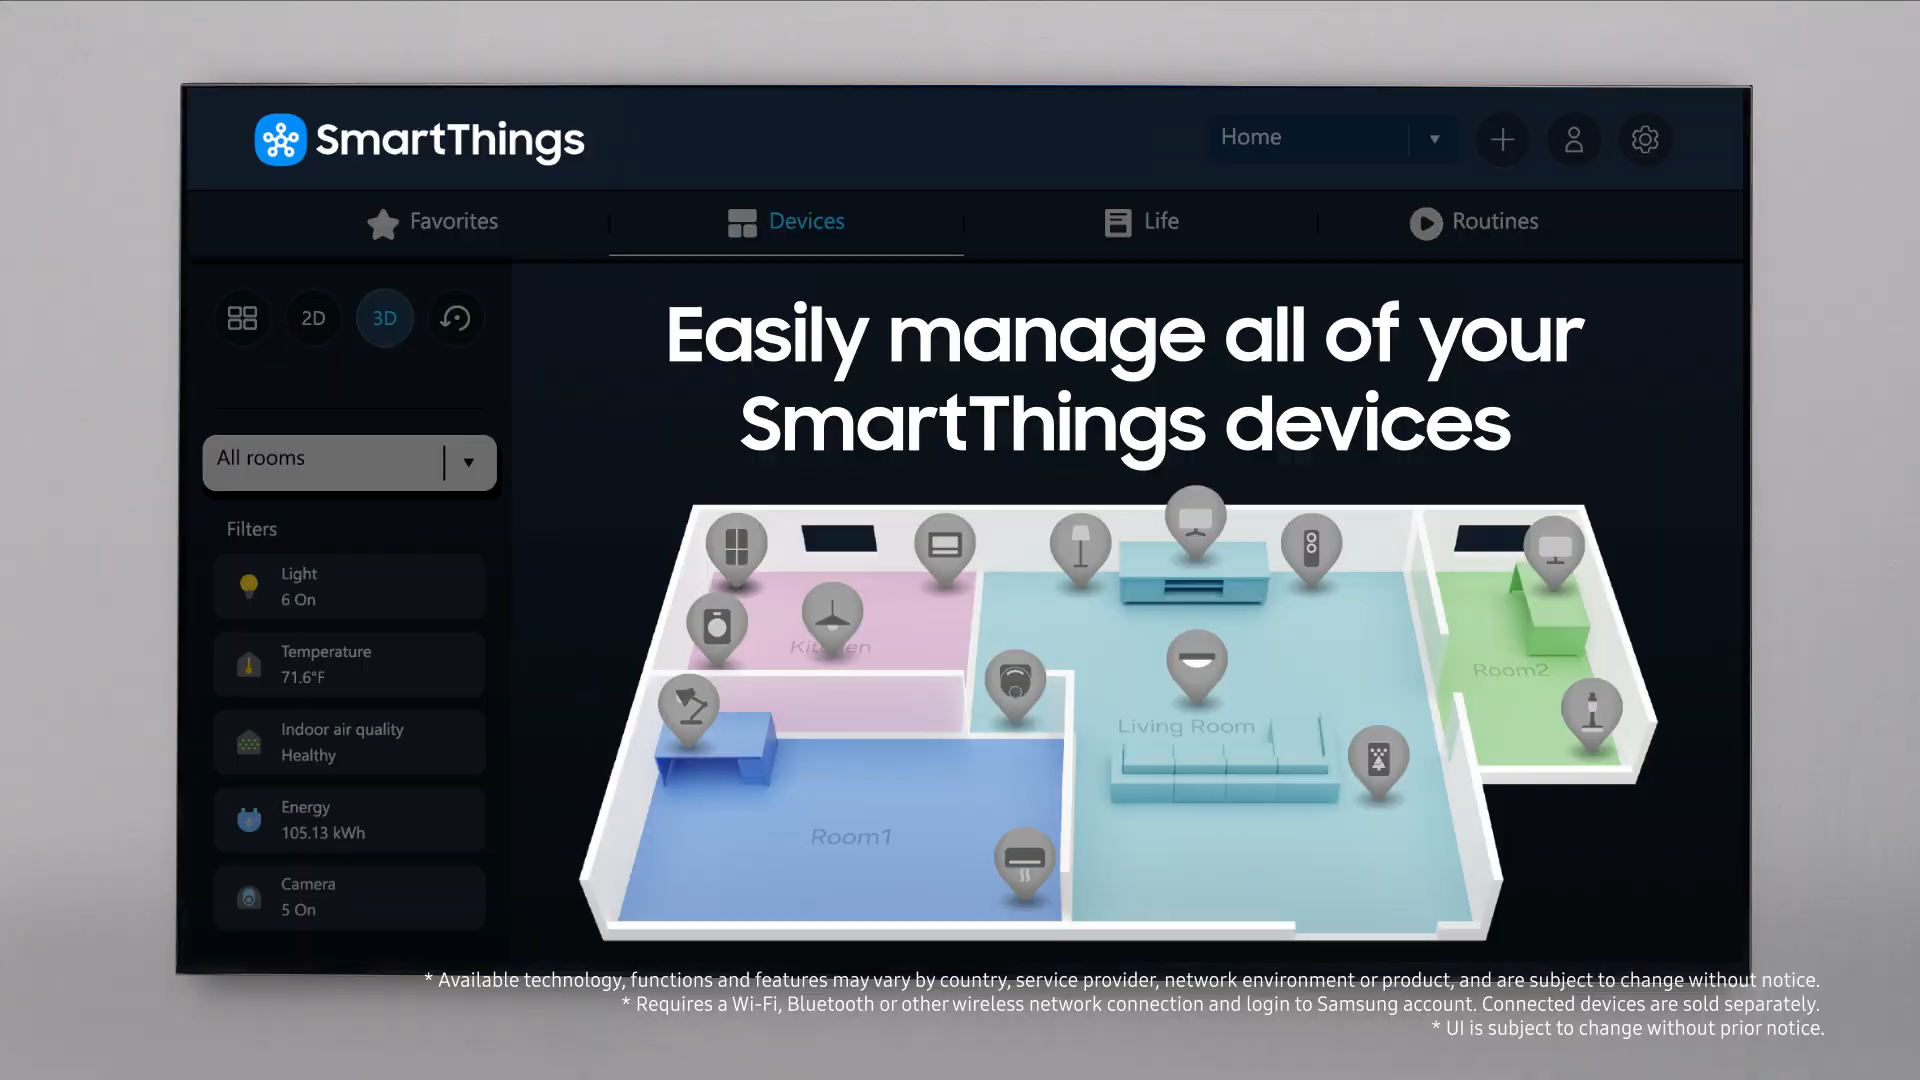 SmartThings
Home
Favorites
Devices
Life
Routines
2D
3D
All rooms
Filters
Light
6 On
Temperature
71.6°F
Indoor air quality
Healthy
Energy
105.13 kWh
Camera
5 On
Easily manage all of your
SmartThings devices
Kitchen
Living Room
Room2
Room1
* Available technology, functions and features may vary by country, service provider, network environment or product, and are subject to change without notice.
* Requires a Wi-Fi, Bluetooth or other wireless network connection and login to Samsung account. Connected devices are sold separately.
* UI is subject to change without prior notice.